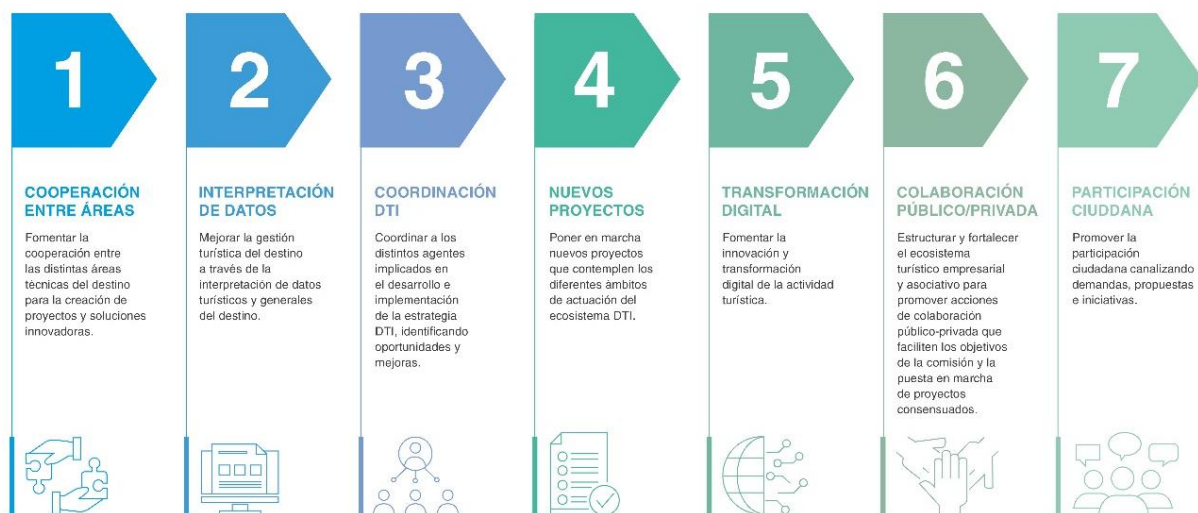 1
COOPERACIÓN
ENTRE ÁREAS
Fomentar la
cooperación entre
las distintas áreas
técnicas del destino
para la creación de
proyectos y soluciones
innovadoras.
2
INTERPRETACIÓN
DE DATOS
Mejorar la gestión
turística del destino
a través de la
interpretación de datos
turísticos y generales
del destino.
3
COORDINACIÓN
DTI
Coordinar a los
distintos agentes
implicados en
el desarrollo e
implementación
de la estrategia
DTI, identificando
oportunidades y
mejoras.
4
NUEVOS
PROYECTOS
Poner en marcha
nuevos proyectos
que contemplen los
diferentes ámbitos
de actuación del
ecosistema DTI.
5
TRANSFORMACIÓN
DIGITAL
Fomentar la
innovación y
transformación
digital de la actividad
turística.
6
COLABORACIÓN
PÚBLICO/PRIVADA
Estructurar y fortalecer
el ecosistema
turístico empresarial
y asociativo para
promover acciones
de colaboración
público-privada que
faciliten los objetivos
de la comisión y la
puesta en marcha
de proyectos
consensuados.
7
PARTICIPACIÓN
CIUDDANA
Promover la
participación
ciudadana canalizando
demandas, propuestas
e iniciativas.